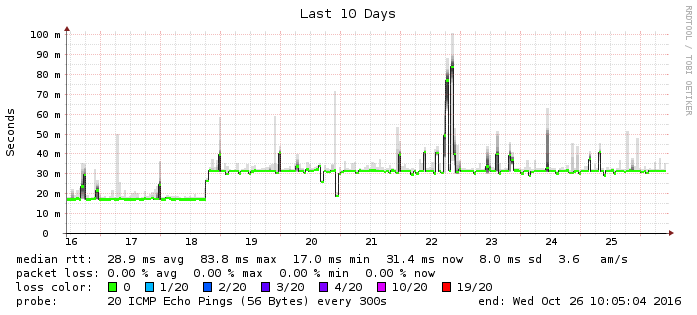 Last 10 Days
RRDTOOL / TOBI OETIKER
Seconds
100 m
90 m
80 m
70 m
60 m
50 m
40 m
30 m
20 m
10 m
0
16 17 18 19 20 21 22 23 24 25
median rtt: 28.9 ms avg 83.8 ms max 17.0 ms min 31.4 ms now 8.0 ms sd 3.6 am/s
packet loss: 0.00 % avg 0.00 % max 0.00 % min 0.00 % now
loss color: 0 1/20 2/20 3/20 4/20 10/20 19/20
probe: 20 ICMP Echo Pings (56 Bytes) every 300s end: Wed Oct 26 10:05:04 2016